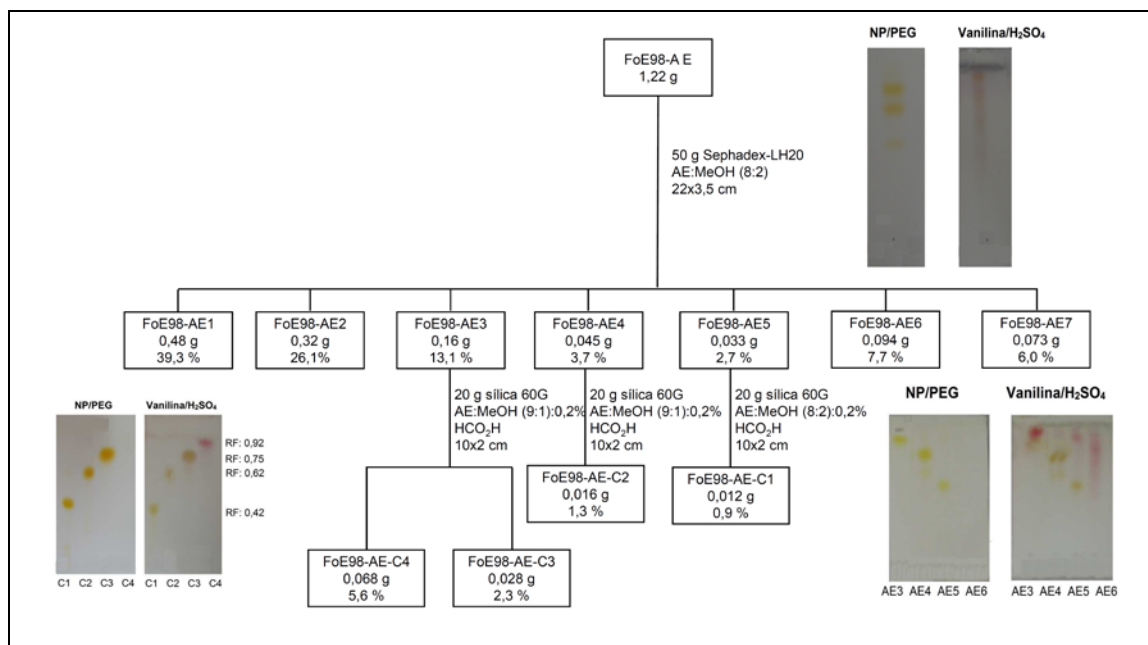 FoE98-A E
1,22 g
NP/PEG
Vanilina/H₂SO₄
50 g Sephadex-LH20
AE:MeOH (8:2)
22x3,5 cm
FoE98-AE1
0,48 g
39,3 %
FoE98-AE2
0,32 g
26,1%
FoE98-AE3
0,16 g
13,1 %
FoE98-AE4
0,045 g
3,7 %
FoE98-AE5
0,033 g
2,7 %
FoE98-AE6
0,094 g
7,7 %
FoE98-AE7
0,073 g
6,0 %
20 g sílica 60G
AE:MeOH (9:1):0,2%
HCO₂H
10x2 cm
20 g sílica 60G
AE:MeOH (9:1):0,2%
HCO₂H
10x2 cm
20 g sílica 60G
AE:MeOH (8:2):0,2%
HCO₂H
10x2 cm
FoE98-AE-C2
0,016 g
1,3 %
FoE98-AE-C1
0,012 g
0,9 %
FoE98-AE-C4
0,068 g
5,6 %
FoE98-AE-C3
0,028 g
2,3 %
NP/PEG
Vanilina/H₂SO₄
RF: 0,92
RF: 0,75
RF: 0,62
RF: 0,42
C1 C2 C3 C4
C1 C2 C3 C4
NP/PEG
Vanilina/H₂SO₄
AE3 AE4 AE5 AE6
AE3 AE4 AE5 AE6